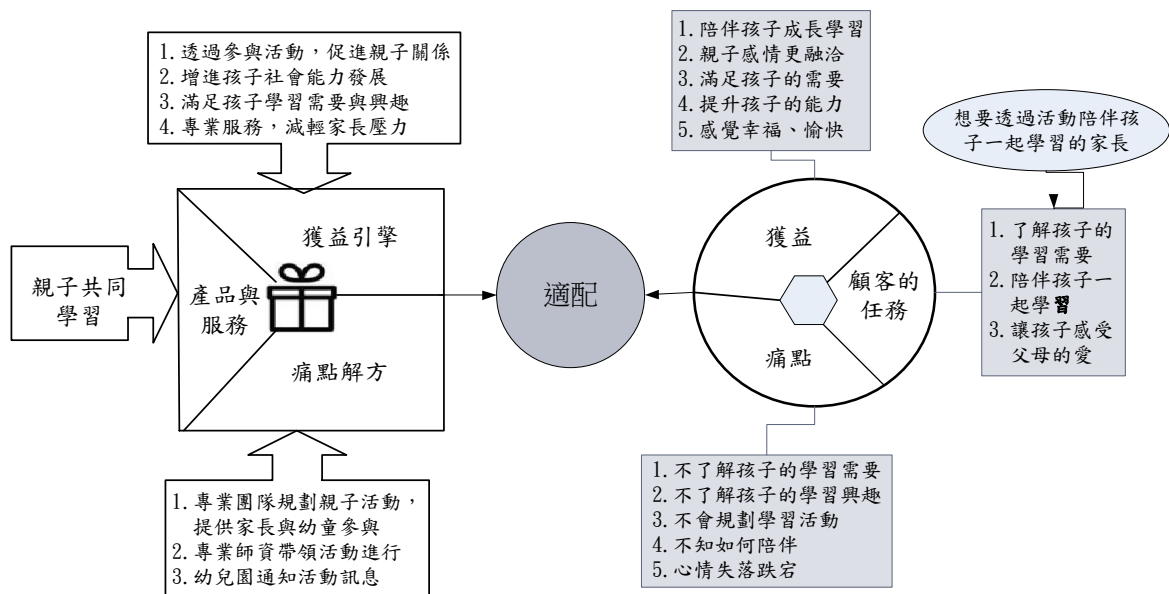 1. 透過參與活動，促進親子關係
2. 增進孩子社會能力發展
3. 滿足孩子學習需要與興趣
4. 專業服務，減輕家長壓力
親子共同
學習
獲益引擎
產品與
服務
痛點解方
1. 專業團隊規劃親子活動，
提供家長與幼童參與
2. 專業師資帶領活動進行
3. 幼兒園通知活動訊息
適配
1. 陪伴孩子成長學習
2. 親子感情更融洽
3. 滿足孩子的需要
4. 提升孩子的能力
5. 感覺幸福、愉快
獲益
顧客的
任務
痛點
1. 不了解孩子的學習需要
2. 不了解孩子的學習興趣
3. 不會規劃學習活動
4. 不知如何陪伴
5. 心情失落跌宕
想要透過活動陪伴孩
子一起學習的家長
1. 了解孩子的
學習需要
2. 陪伴孩子一
起學習
3. 讓孩子感受
父母的愛